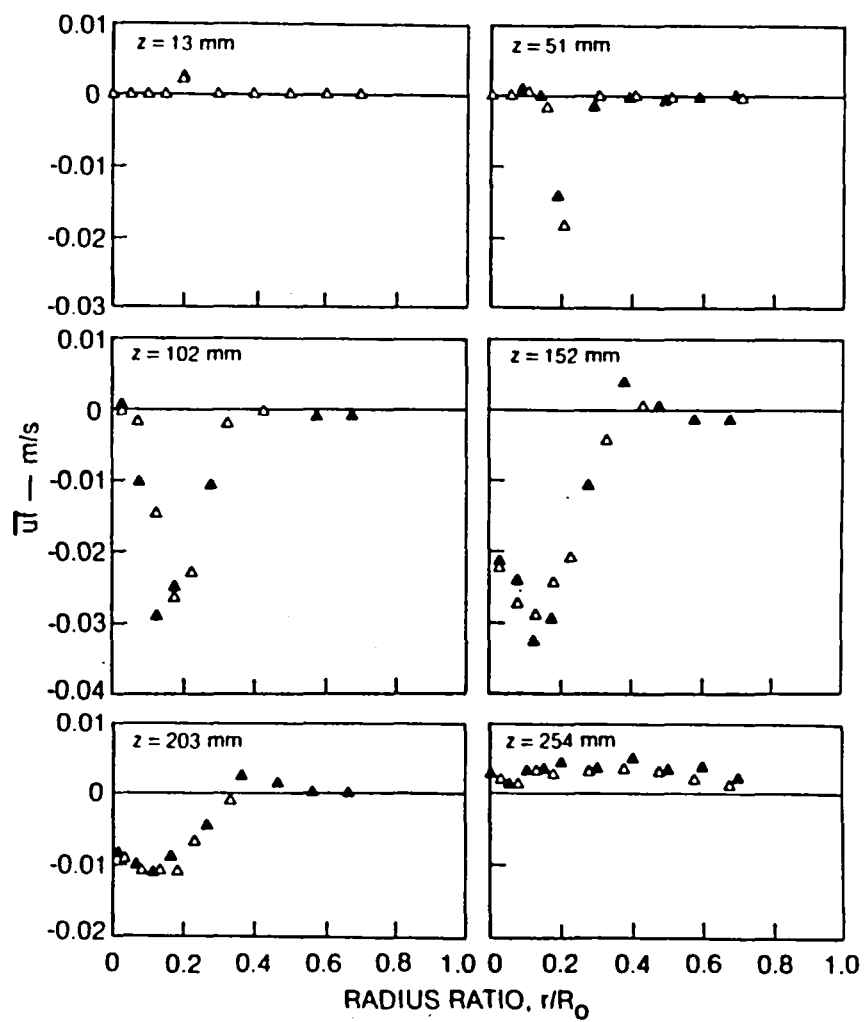 0.01
z = 13 mm
0
-0.01
-0.02
-0.03
z = 51 mm
0.01
z = 102 mm
0
-0.01
-0.02
-0.03
-0.04
z = 152 mm
0.01
z = 203 mm
0
-0.01
-0.02
z = 254 mm
0 0.2 0.4 0.6 0.8 1.0
0 0.2 0.4 0.6 0.8 1.0
RADIUS RATIO, r/Ro
— m/s